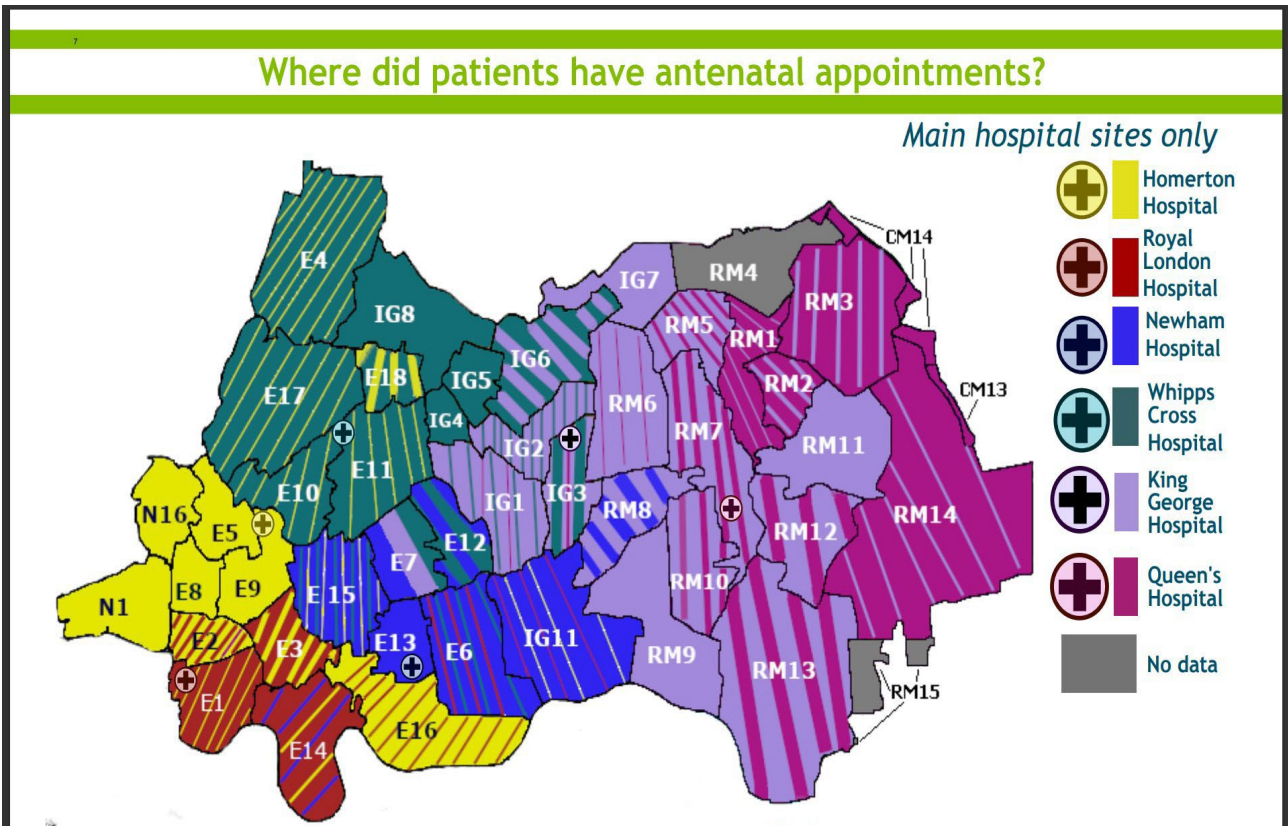 7
Where did patients have antenatal appointments?
Main hospital sites only
Homerton
Hospital
Royal
London
Hospital
Newham
Hospital
Whipps
Cross
Hospital
King
George
Hospital
Queen's
Hospital
No data
CM14
E4
IG7
RM4
RM3
IG8
RM5
RM1
IG6
E18
IG5
RM2
CM13
E17
RM6
IG4
RM7
IG2
RM11
E11
E10
IG3
IG1
RM8
N16
E5
RM14
RM12
E12
E7
RM10
E8
E9
E 15
N1
E2
E3
E13
E6
IG11
RM9
RM13
RM15
E1
E16
E14